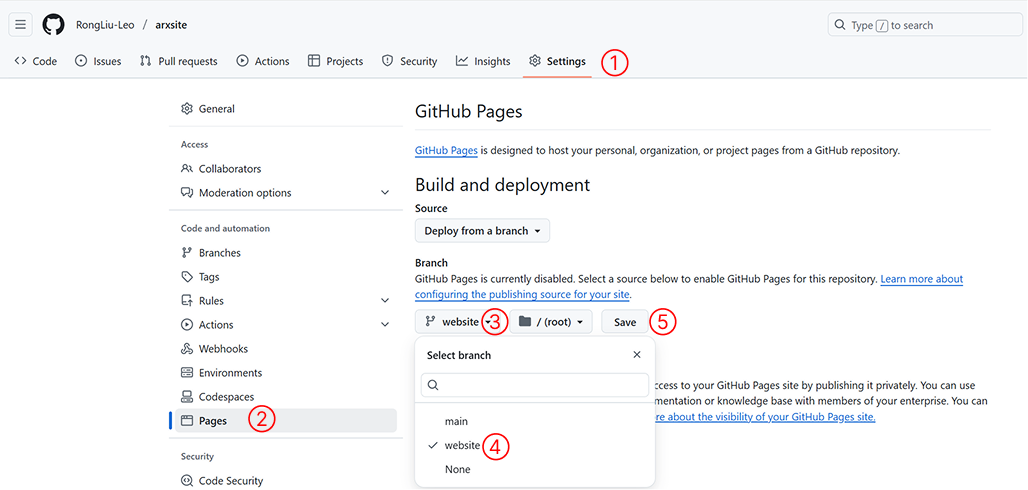 RongLiu-Leo / arxsite
Type / to search
Code Issues Pull requests Actions Projects Security Insights Settings 1
General
Access
Collaborators
Moderation options
Code and automation
Branches
Tags
Rules
Actions
Webhooks
Environments
Codespaces
Pages 2
Security
Code Security
GitHub Pages
GitHub Pages is designed to host your personal, organization, or project pages from a GitHub repository.
Build and deployment
Source
Deploy from a branch
Branch
GitHub Pages is currently disabled. Select a source below to enable GitHub Pages for this repository. Learn more about
configuring the publishing source for your site.
website 3 / (root) Save 5
Select branch
main
website 4
None
ccess to your GitHub Pages site by publishing it privately. You can use
mentation or knowledge base with members of your enterprise. You can
re about the visibility of your GitHub Pages site.